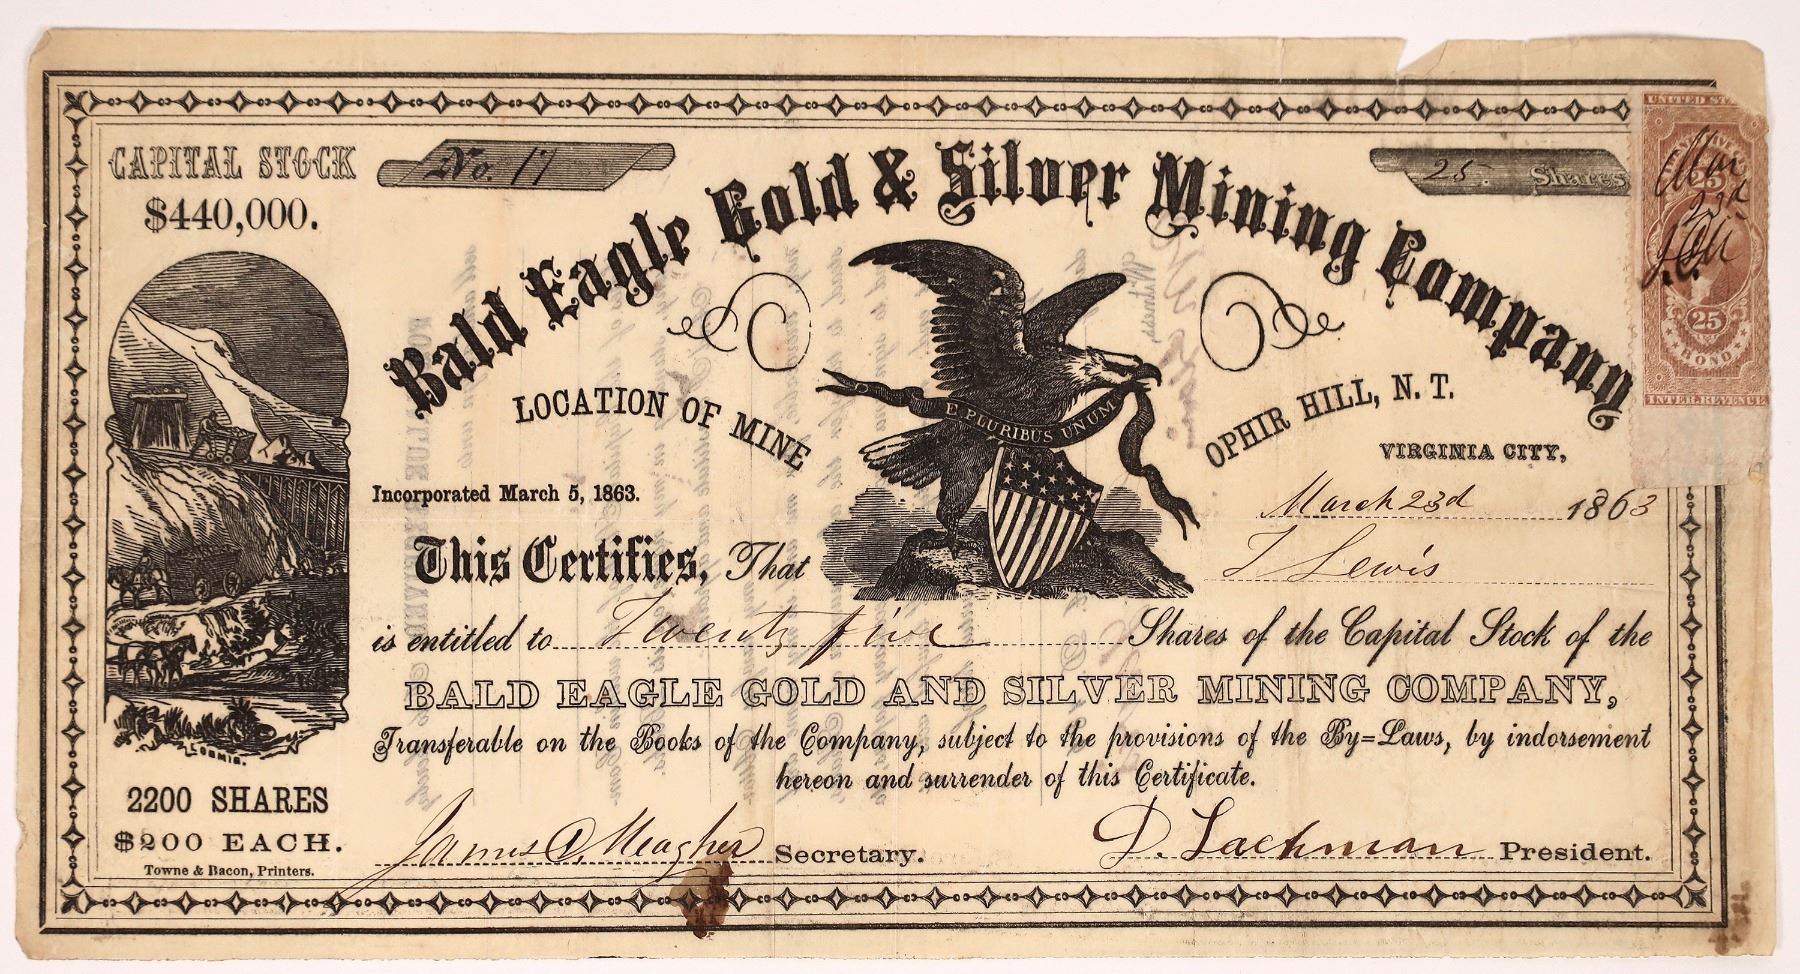 CAPITAL STOCK
$440,000.
No. 17
25 Shares
Bald Eagle Gold & Silver Mining Company
LOCATION OF MINE
OPHIR HILL, N. T.
E PLURIBUS UNUM
VIRGINIA CITY,
Incorporated March 5, 1863.
March 23d 1863
This Certifies, That
T Lewis
is entitled to Twenty five Shares of the Capital Stock of the
BALD EAGLE GOLD AND SILVER MINING COMPANY,
Transferable on the Books of the Company, subject to the provisions of the By=Laws, by indorsement
hereon and surrender of this Certificate.
2200 SHARES
$200 EACH.
Towne & Bacon, Printers.
James Meagher Secretary.
D. Lachman President.
UNITED
25
Mar
23d
25
BOND
INTER. REVENUE